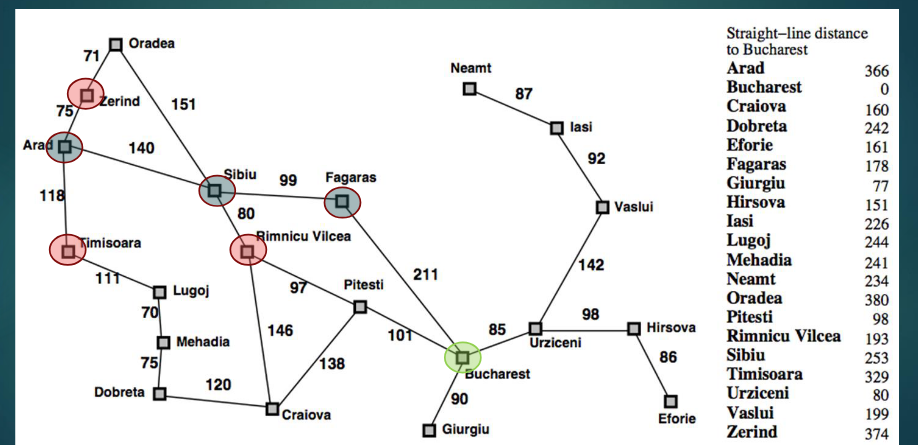 Oradea
71
Neamt
87
Zerind
75
151
Iasi
Arad
140
92
Sibiu
99
Fagaras
118
80
Vaslui
Timisoara
Rimnicu Vilcea
142
111
211
Lugoj
97
Pitesti
70
98
Hirsova
146
101
85
Urziceni
Mehadia
138
86
75
Bucharest
Dobreta
120
90
Craiova
Eforie
Giurgiu
Straight–line distance
to Bucharest
Arad 366
Bucharest 0
Craiova 160
Dobreta 242
Eforie 161
Fagaras 178
Giurgiu 77
Hirsova 151
Iasi 226
Lugoj 244
Mehadia 241
Neamt 234
Oradea 380
Pitesti 98
Rimnicu Vilcea 193
Sibiu 253
Timisoara 329
Urziceni 80
Vaslui 199
Zerind 374